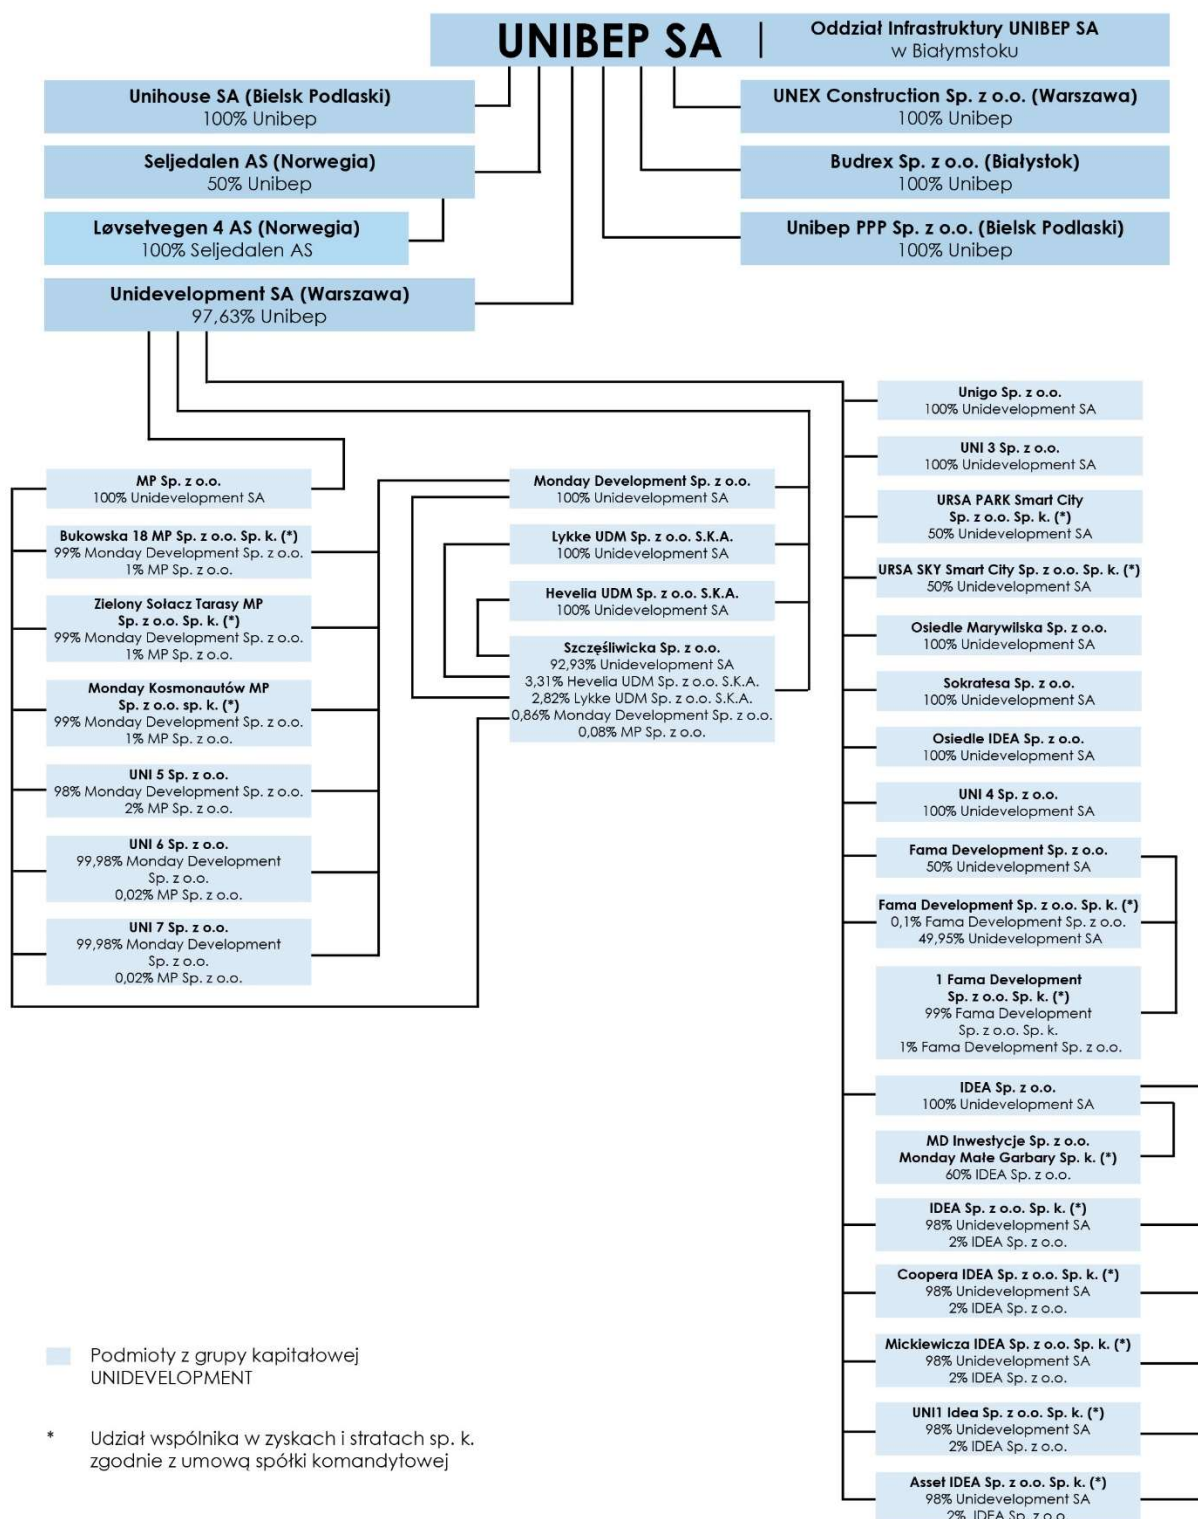 UNIBEP SA
Oddział Infrastruktury UNIBEP SA
w Białymstoku
Unihouse SA (Bielsk Podlaski)
100% Unibep
Seljedalen AS (Norwegia)
50% Unibep
Løvsetvegen 4 AS (Norwegia)
100% Seljedalen AS
Unidevelopment SA (Warszawa)
97,63% Unibep
UNEX Construction Sp. z o.o. (Warszawa)
100% Unibep
Budrex Sp. z o.o. (Białystok)
100% Unibep
Unibep PPP Sp. z o.o. (Bielsk Podlaski)
100% Unibep
MP Sp. z o.o.
100% Unidevelopment SA
Bukowska 18 MP Sp. z o.o. Sp. k. (*)
99% Monday Development Sp. z o.o.
1% MP Sp. z o.o.
Zielony Sołacz Tarasy MP
Sp. z o.o. Sp. k. (*)
99% Monday Development Sp. z o.o.
1% MP Sp. z o.o.
Monday Kosmonautów MP
Sp. z o.o. sp. k. (*)
99% Monday Development Sp. z o.o.
1% MP Sp. z o.o.
UNI 5 Sp. z o.o.
98% Monday Development Sp. z o.o.
2% MP Sp. z o.o.
UNI 6 Sp. z o.o.
99,98% Monday Development
Sp. z o.o.
0,02% MP Sp. z o.o.
UNI 7 Sp. z o.o.
99,98% Monday Development
Sp. z o.o.
0,02% MP Sp. z o.o.
Monday Development Sp. z o.o.
100% Unidevelopment SA
Lykke UDM Sp. z o.o. S.K.A.
100% Unidevelopment SA
Hevelia UDM Sp. z o.o. S.K.A.
100% Unidevelopment SA
Szczęśliwicka Sp. z o.o.
92,93% Unidevelopment SA
3,31% Hevelia UDM Sp. z o.o. S.K.A.
2,82% Lykke UDM Sp. z o.o. S.K.A.
0,86% Monday Development Sp. z o.o.
0,08% MP Sp. z o.o.
Unigo Sp. z o.o.
100% Unidevelopment SA
UNI 3 Sp. z o.o.
100% Unidevelopment SA
URSA PARK Smart City
Sp. z o.o. Sp. k. (*)
50% Unidevelopment SA
URSA SKY Smart City Sp. z o.o. Sp. k. (*)
50% Unidevelopment SA
Osiedle Marywilska Sp. z o.o.
100% Unidevelopment SA
Sokratesa Sp. z o.o.
100% Unidevelopment SA
Osiedle IDEA Sp. z o.o.
100% Unidevelopment SA
UNI 4 Sp. z o.o.
100% Unidevelopment SA
Fama Development Sp. z o.o.
50% Unidevelopment SA
Fama Development Sp. z o.o. Sp. k. (*)
0,1% Fama Development Sp. z o.o.
49,95% Unidevelopment SA
1 Fama Development
Sp. z o.o. Sp. k. (*)
99% Fama Development
Sp. z o.o. Sp. k.
1% Fama Development Sp. z o.o.
IDEA Sp. z o.o.
100% Unidevelopment SA
MD Inwestycje Sp. z o.o.
Monday Małe Garbary Sp. k. (*)
60% IDEA Sp. z o.o.
IDEA Sp. z o.o. Sp. k. (*)
98% Unidevelopment SA
2% IDEA Sp. z o.o.
Coopera IDEA Sp. z o.o. Sp. k. (*)
98% Unidevelopment SA
2% IDEA Sp. z o.o.
Mickiewicza IDEA Sp. z o.o. Sp. k. (*)
98% Unidevelopment SA
2% IDEA Sp. z o.o.
UNI1 Idea Sp. z o.o. Sp. k. (*)
98% Unidevelopment SA
2% IDEA Sp. z o.o.
Asset IDEA Sp. z o.o. Sp. k. (*)
98% Unidevelopment SA
2% IDEA Sp. z o.o.
Podmioty z grupy kapitałowej
UNIDEVELOPMENT
* Udział wspólnika w zyskach i stratach sp. k.
zgodnie z umową spółki komandytowej